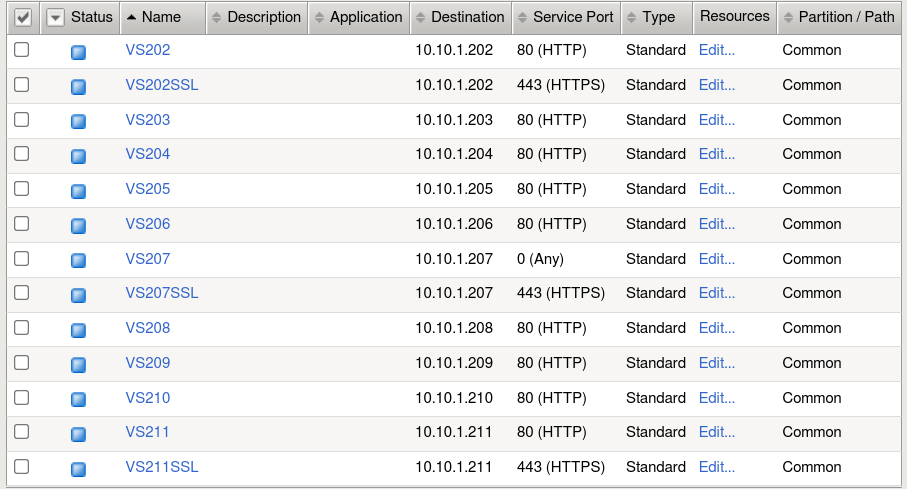 Status Name Description Application Destination Service Port Type Resources Partition / Path
VS202 10.10.1.202 80 (HTTP) Standard Edit... Common
VS202SSL 10.10.1.202 443 (HTTPS) Standard Edit... Common
VS203 10.10.1.203 80 (HTTP) Standard Edit... Common
VS204 10.10.1.204 80 (HTTP) Standard Edit... Common
VS205 10.10.1.205 80 (HTTP) Standard Edit... Common
VS206 10.10.1.206 80 (HTTP) Standard Edit... Common
VS207 10.10.1.207 0 (Any) Standard Edit... Common
VS207SSL 10.10.1.207 443 (HTTPS) Standard Edit... Common
VS208 10.10.1.208 80 (HTTP) Standard Edit... Common
VS209 10.10.1.209 80 (HTTP) Standard Edit... Common
VS210 10.10.1.210 80 (HTTP) Standard Edit... Common
VS211 10.10.1.211 80 (HTTP) Standard Edit... Common
VS211SSL 10.10.1.211 443 (HTTPS) Standard Edit... Common